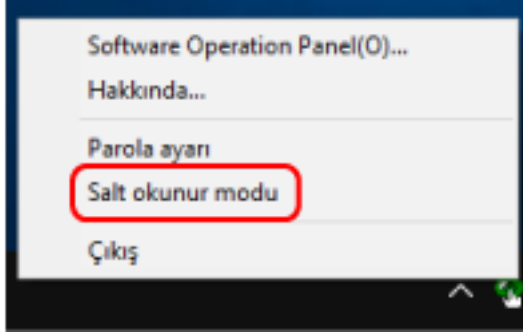 Software Operation Panel(O)...
Hakkında...
Parola ayarı
Salt okunur modu
Çıkış